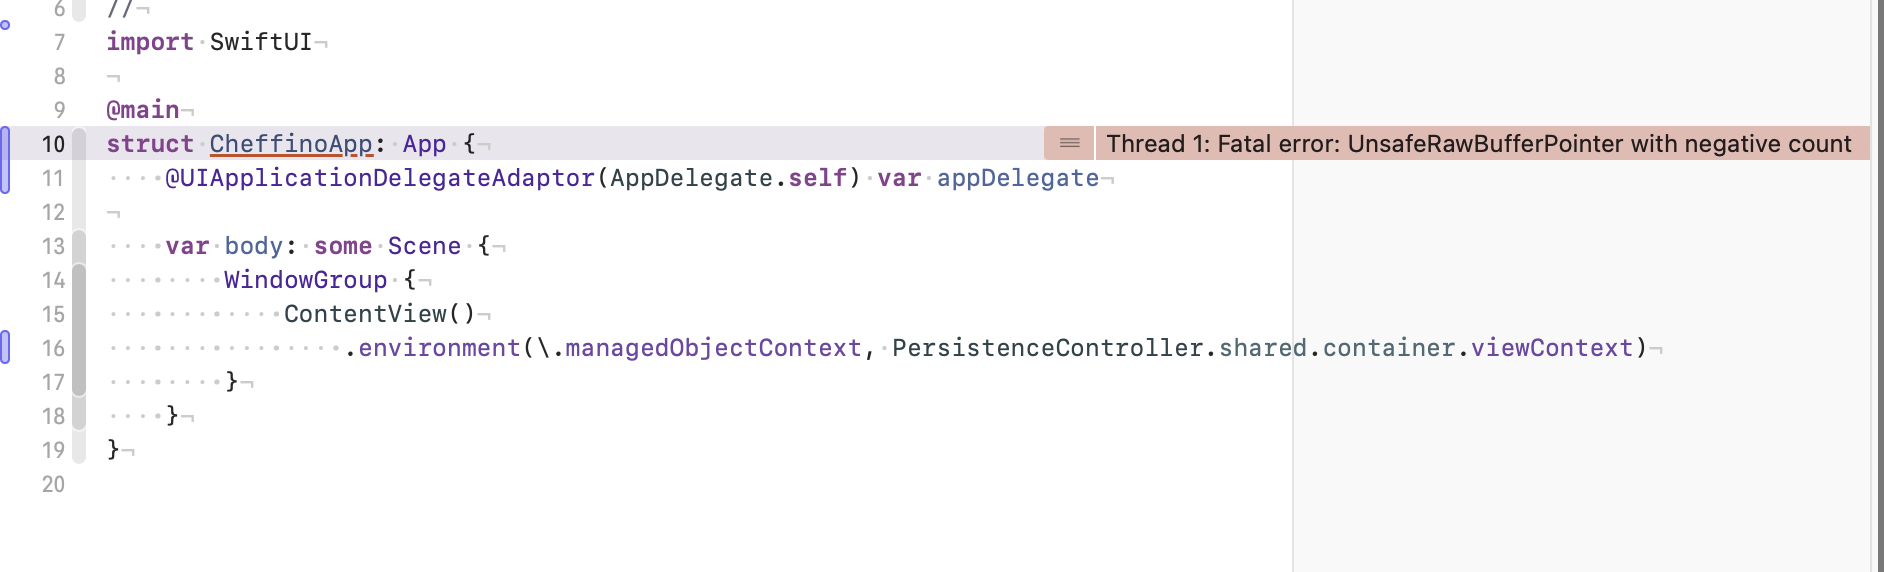 6 //¬
7 import SwiftUI¬
8 ¬
9 @main¬
10 struct CheffinoApp: App {¬ Thread 1: Fatal error: UnsafeRawBufferPointer with negative count
11 ····@UIApplicationDelegateAdaptor(AppDelegate.self)·var·appDelegate¬
12 ¬
13 ····var·body:·some·Scene·{¬
14 ········WindowGroup·{¬
15 ············ContentView()¬
16 ················.environment(\.managedObjectContext,·PersistenceController.shared.container.viewContext)¬
17 ········}¬
18 ····}¬
19 }¬
20